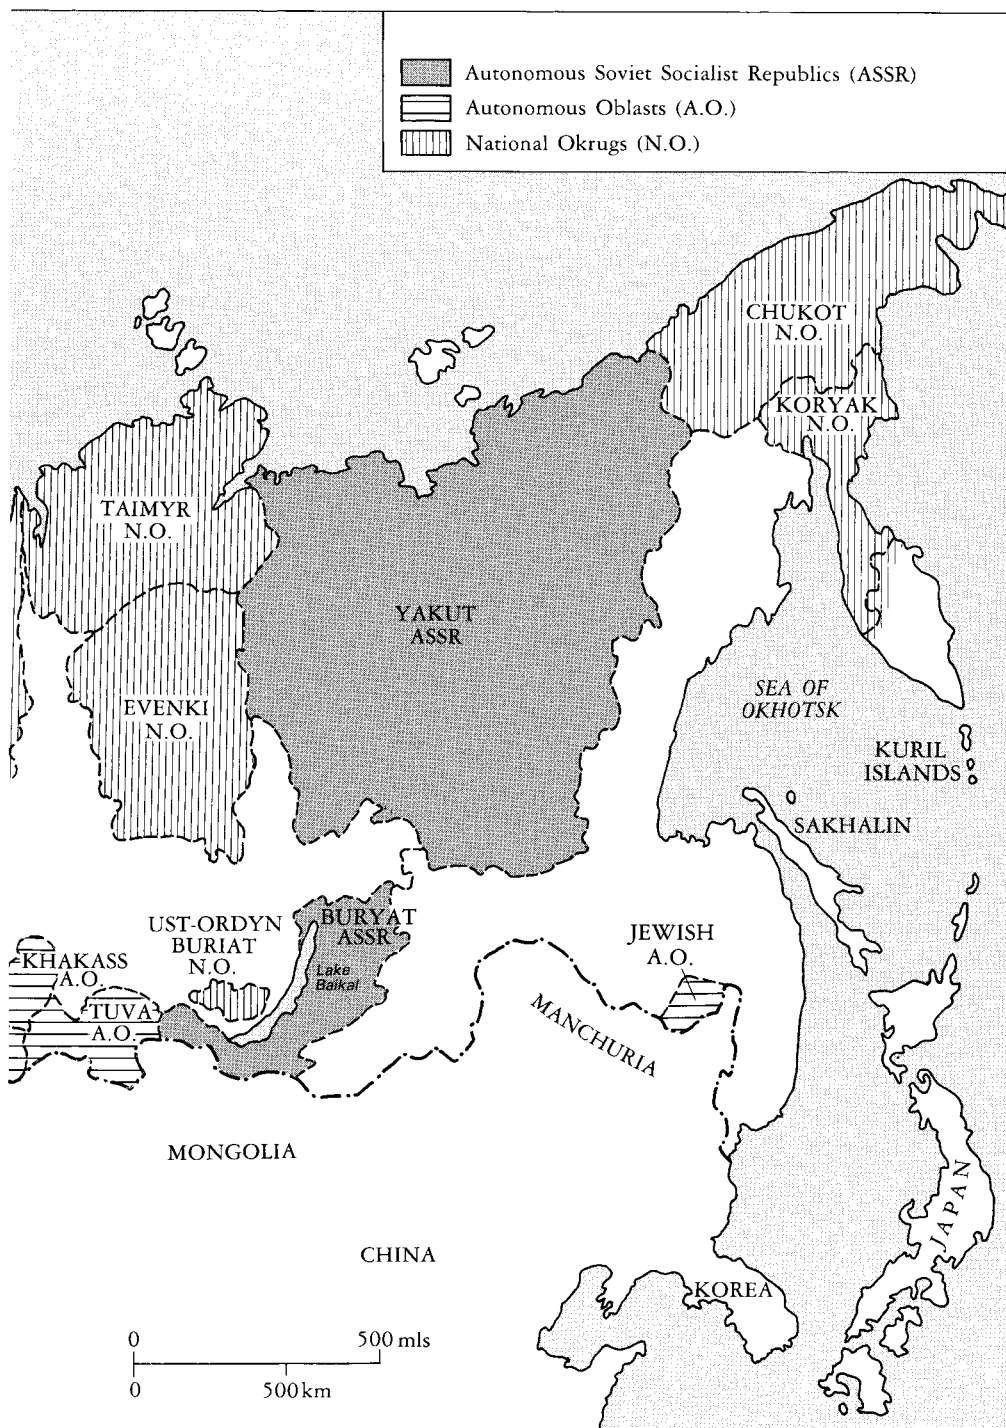 Autonomous Soviet Socialist Republics (ASSR)
Autonomous Oblasts (A.O.)
National Okrugs (N.O.)
CHUKOT
N.O.
KORYAK
N.O.
TAIMYR
N.O.
YAKUT
ASSR
EVENKI
N.O.
SEA OF
OKHOTSK
KURIL
ISLANDS
SAKHALIN
UST-ORDYN
BURIAT
N.O.
BURYAT
ASSR
Lake
Baikal
JEWISH
A.O.
KHAKASS
A.O.
TUVA
A.O.
MANCHURIA
MONGOLIA
JAPAN
CHINA
KOREA
0 500 mls
0 500km